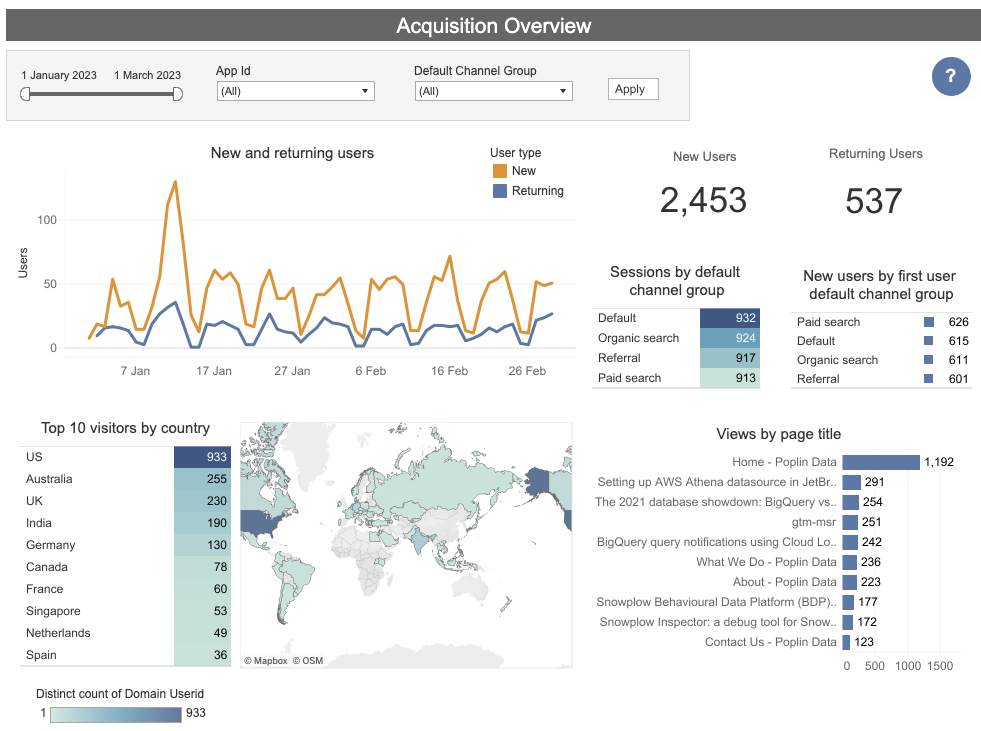 Acquisition Overview
1 January 2023 1 March 2023
App Id
(All)
Default Channel Group
(All)
Apply
?
New and returning users
User type
New
Returning
Users
100
50
0
7 Jan 17 Jan 27 Jan 6 Feb 16 Feb 26 Feb
New Users
2,453
Returning Users
537
Sessions by default
channel group
Default 932
Organic search 924
Referral 917
Paid search 913
New users by first user
default channel group
Paid search 626
Default 615
Organic search 611
Referral 601
Top 10 visitors by country
US 933
Australia 255
UK 230
India 190
Germany 130
Canada 78
France 60
Singapore 53
Netherlands 49
Spain 36
© Mapbox © OSM
Distinct count of Domain Userid
1 933
Views by page title
Home - Poplin Data 1,192
Setting up AWS Athena datasource in JetBr.. 291
The 2021 database showdown: BigQuery vs.. 254
gtm-msr 251
BigQuery query notifications using Cloud Lo.. 242
What We Do - Poplin Data 236
About - Poplin Data 223
Snowplow Behavioural Data Platform (BDP).. 177
Snowplow Inspector: a debug tool for Snow.. 172
Contact Us - Poplin Data 123
0 500 1000 1500